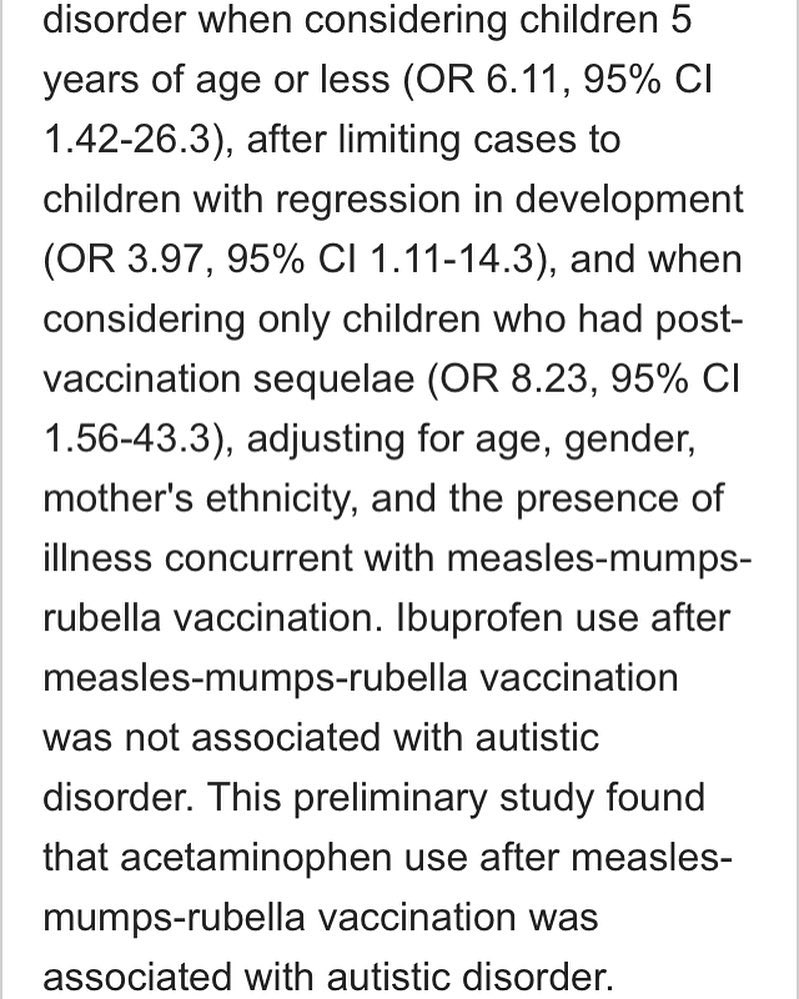 disorder when considering children 5
years of age or less (OR 6.11, 95% CI
1.42-26.3), after limiting cases to
children with regression in development
(OR 3.97, 95% CI 1.11-14.3), and when
considering only children who had post-
vaccination sequelae (OR 8.23, 95% CI
1.56-43.3), adjusting for age, gender,
mother's ethnicity, and the presence of
illness concurrent with measles-mumps-
rubella vaccination. Ibuprofen use after
measles-mumps-rubella vaccination
was not associated with autistic
disorder. This preliminary study found
that acetaminophen use after measles-
mumps-rubella vaccination was
associated with autistic disorder.